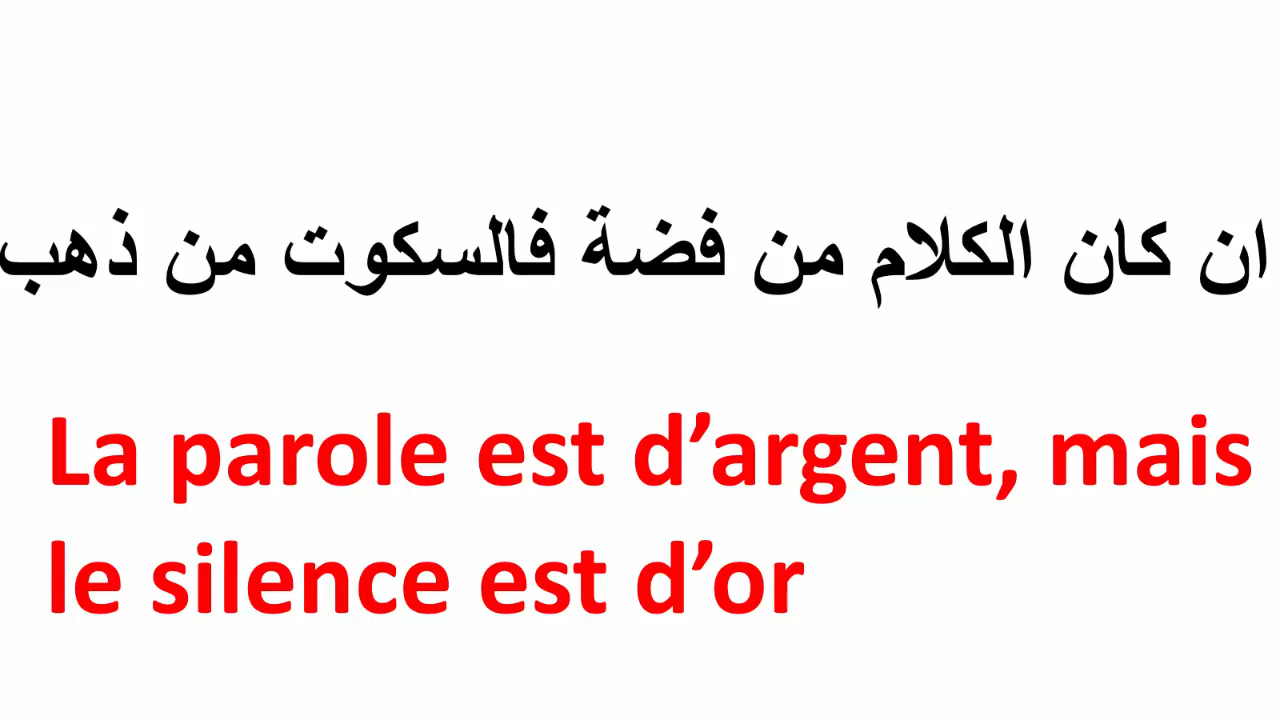 ان كان الكلام من فضة فالسكوت من ذهب
La parole est d’argent, mais
le silence est d’or